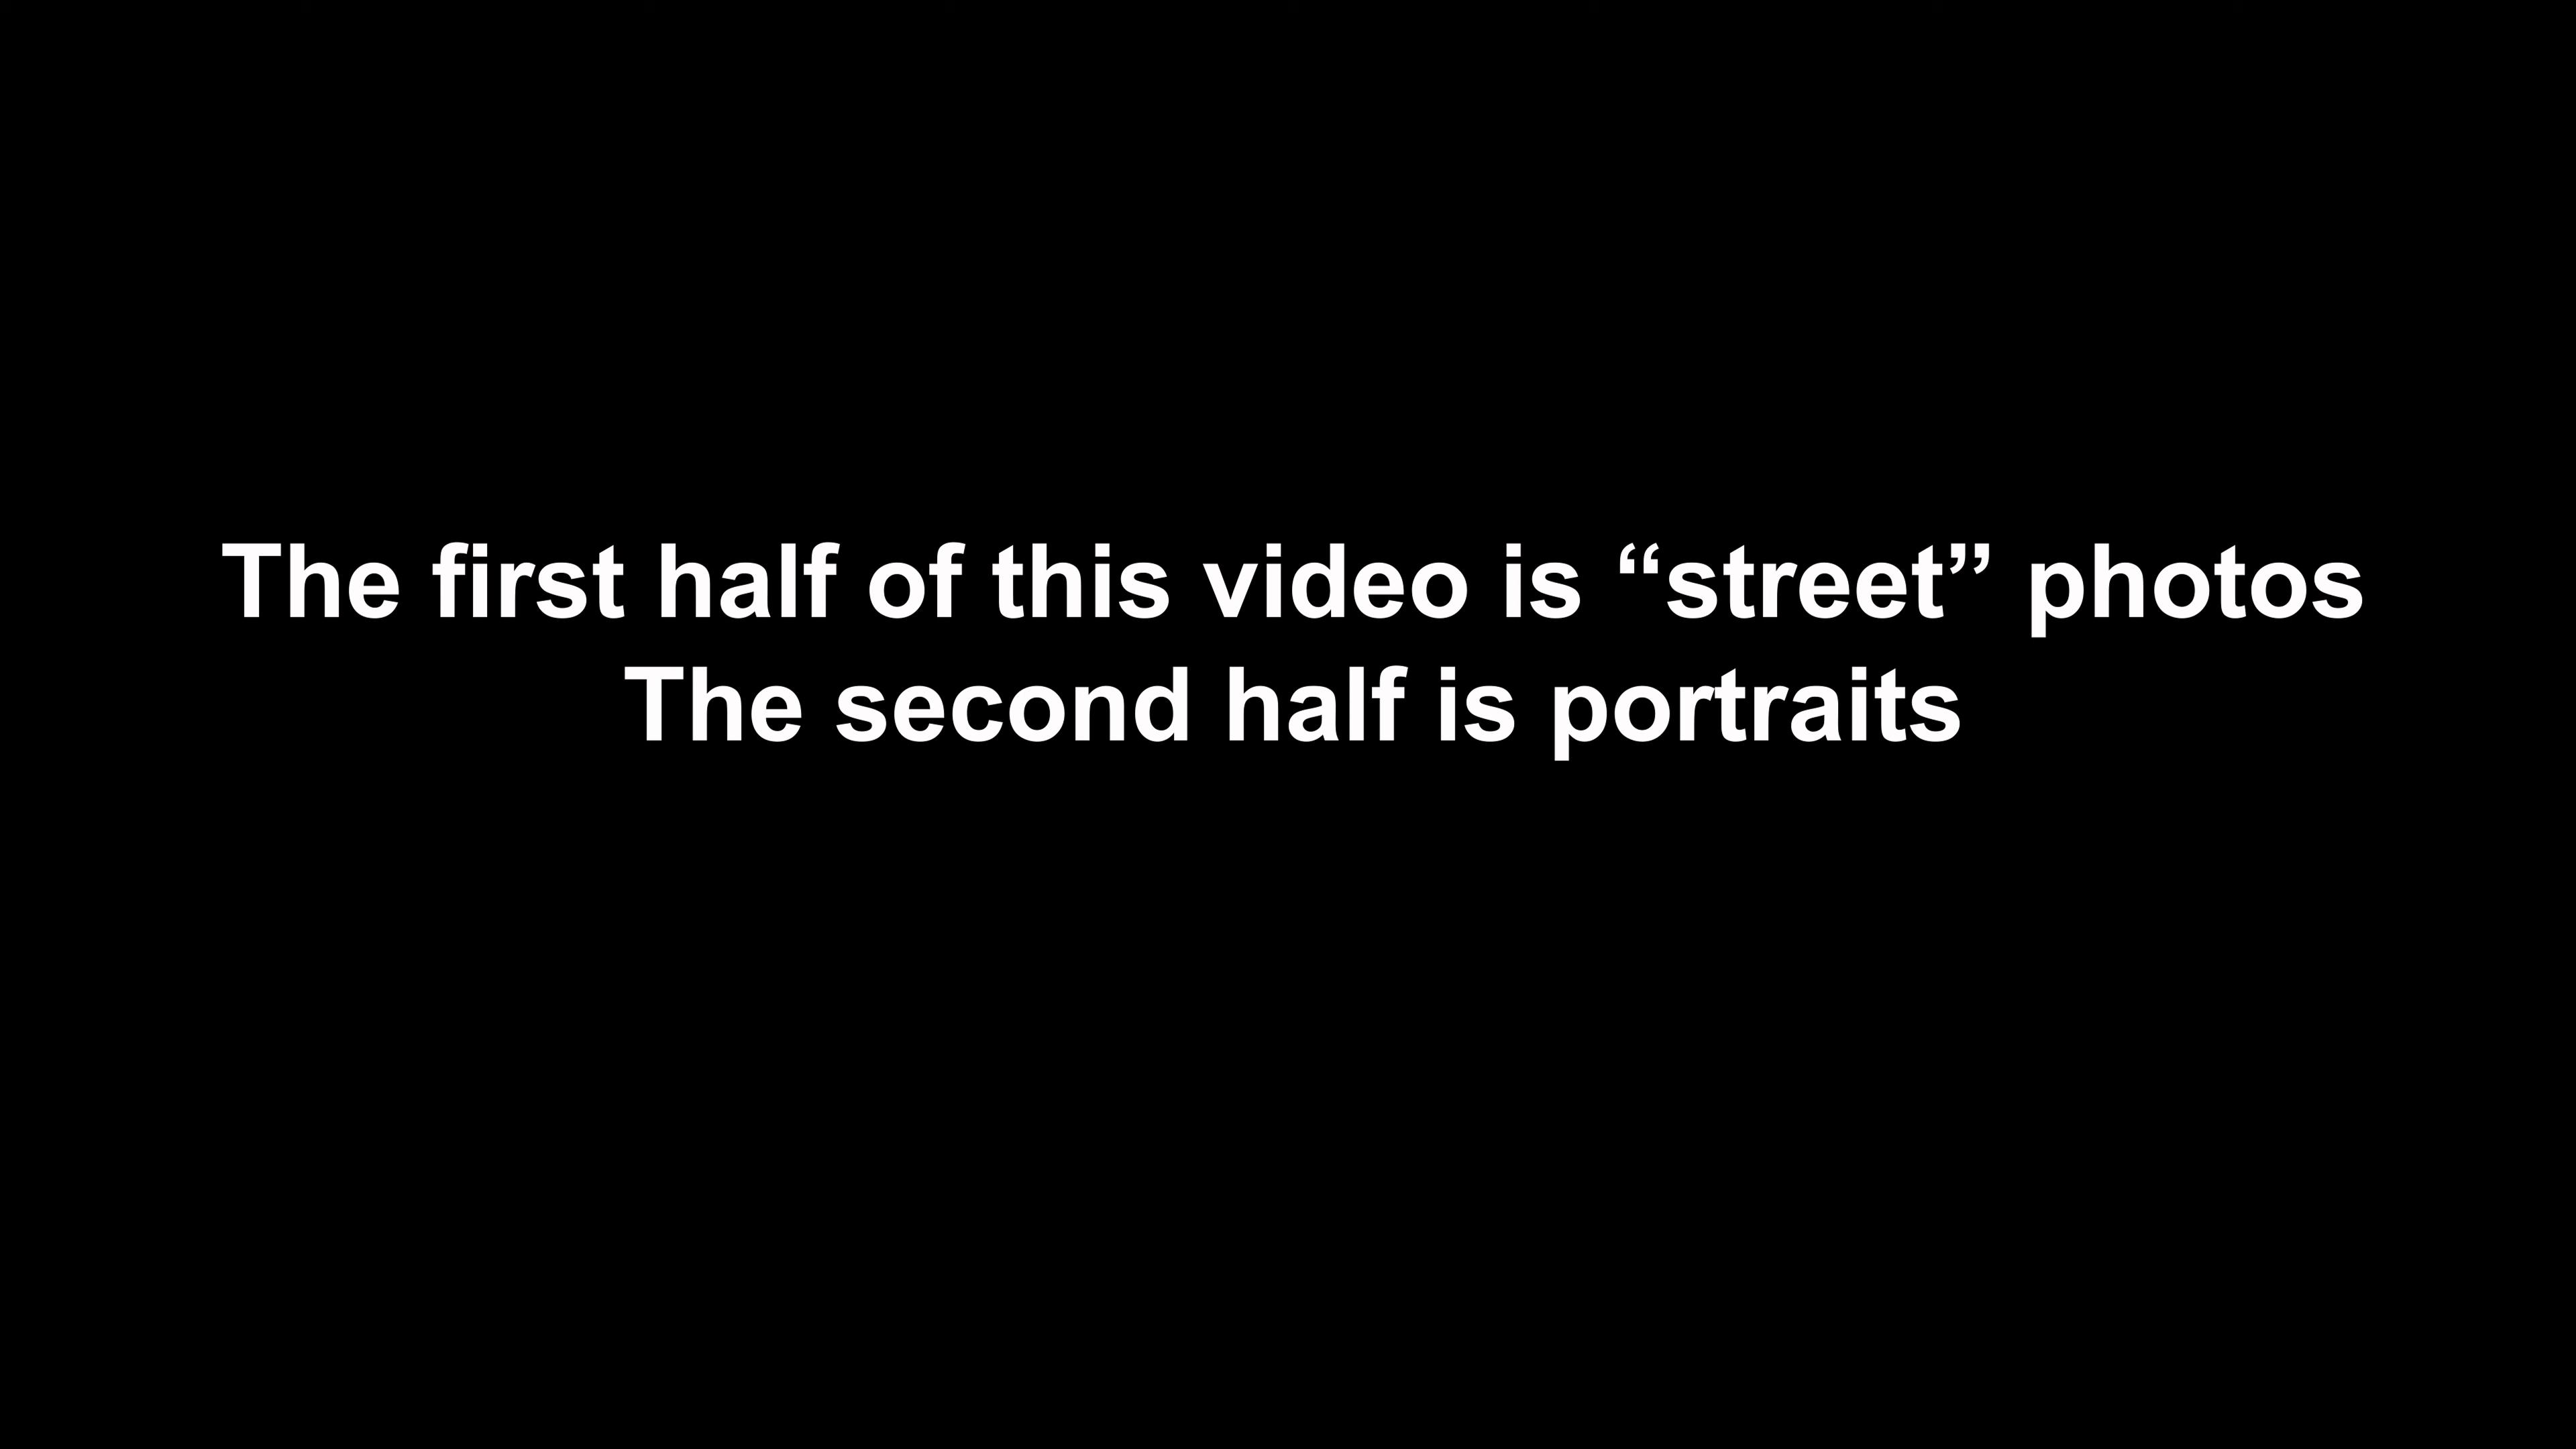 The first half of this video is “street” photos
The second half is portraits